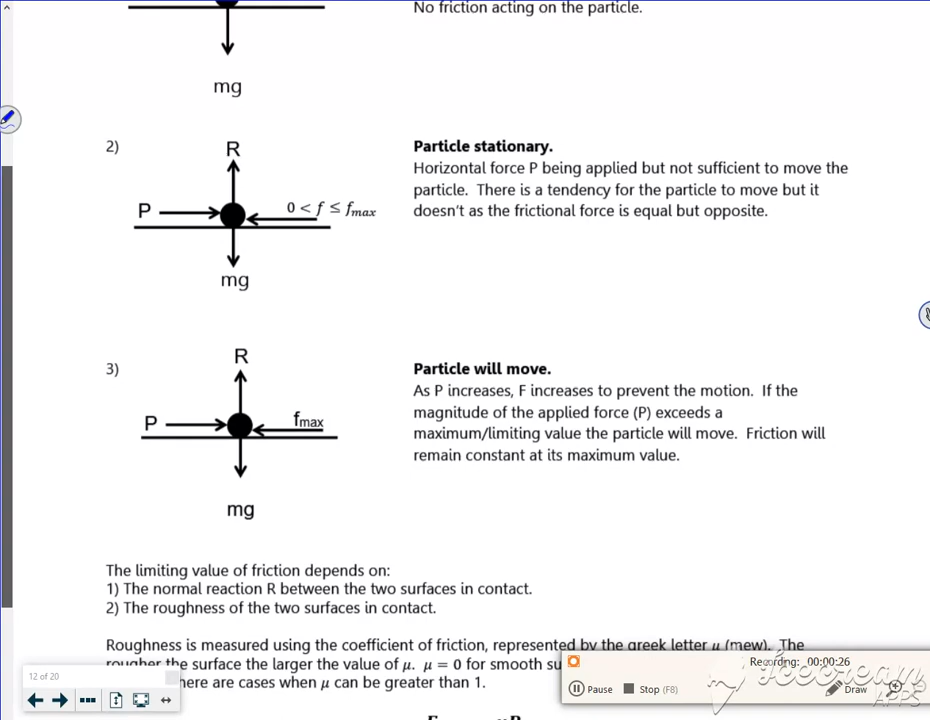 No friction acting on the particle.
mg
2)
R
P
0 < f ≤ fmax
mg
Particle stationary.
Horizontal force P being applied but not sufficient to move the
particle. There is a tendency for the particle to move but it
doesn't as the frictional force is equal but opposite.
3)
R
P
fmax
mg
Particle will move.
As P increases, F increases to prevent the motion. If the
magnitude of the applied force (P) exceeds a
maximum/limiting value the particle will move. Friction will
remain constant at its maximum value.
The limiting value of friction depends on:
1) The normal reaction R between the two surfaces in contact.
2) The roughness of the two surfaces in contact.
Roughness is measured using the coefficient of friction, represented by the greek letter μ (mew). The
rougher the surface the larger the value of μ. μ = 0 for smooth su
here are cases when μ can be greater than 1.
12 of 20
Recording: 00:00:26
Pause
Stop (F8)
Draw
icecream
APPS